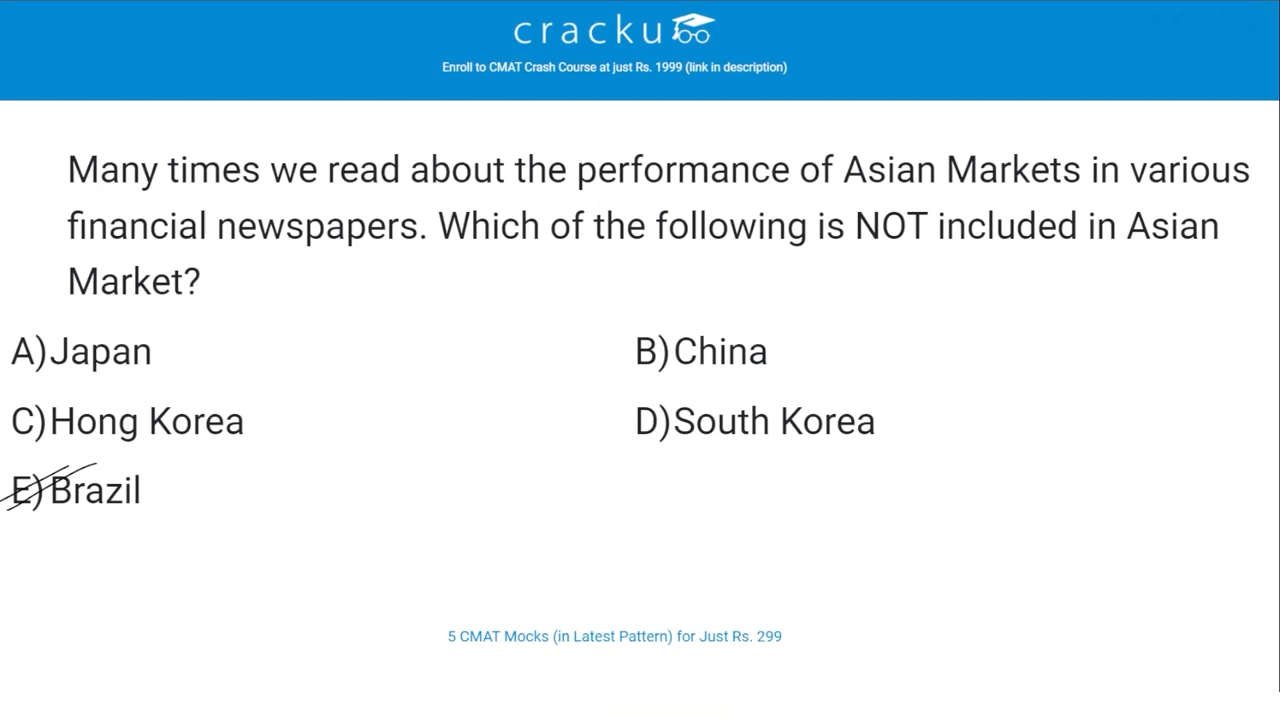 cracku
Enroll to CMAT Crash Course at just Rs. 1999 (link in description)
Many times we read about the performance of Asian Markets in various
financial newspapers. Which of the following is NOT included in Asian
Market?
A)Japan
B)China
C)Hong Korea
D)South Korea
E)Brazil
5 CMAT Mocks (in Latest Pattern) for Just Rs. 299